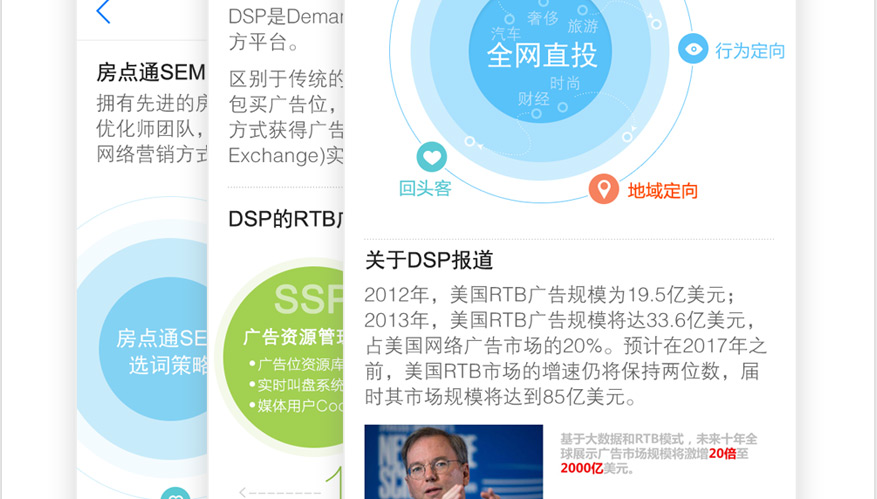 房点通SEM
拥有先进的房
优化师团队，
网络营销方式
房点通SE
选词策略
DSP是Deman
方平台。
区别于传统的
包买广告位，
方式获得广告
Exchange)实
DSP的RTB广
SSP
广告资源管理
•广告位资源库
•实时叫盘系统
•媒体用户Coo
奢侈
旅游
汽车
全网直投
时尚
财经
行为定向
回头客
地域定向
关于DSP报道
2012年，美国RTB广告规模为19.5亿美元；
2013年，美国RTB广告规模将达33.6亿美元，
占美国网络广告市场的20%。预计在2017年之
前，美国RTB市场的增速仍将保持两位数，届
时其市场规模将达到85亿美元。
基于大数据和RTB模式，未来十年全
球展示广告市场规模将激增20倍至
2000亿美元。